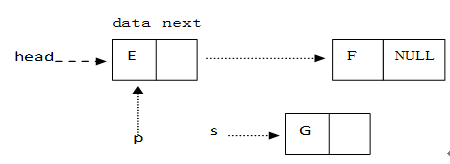 data next
head E F NULL
p
s G